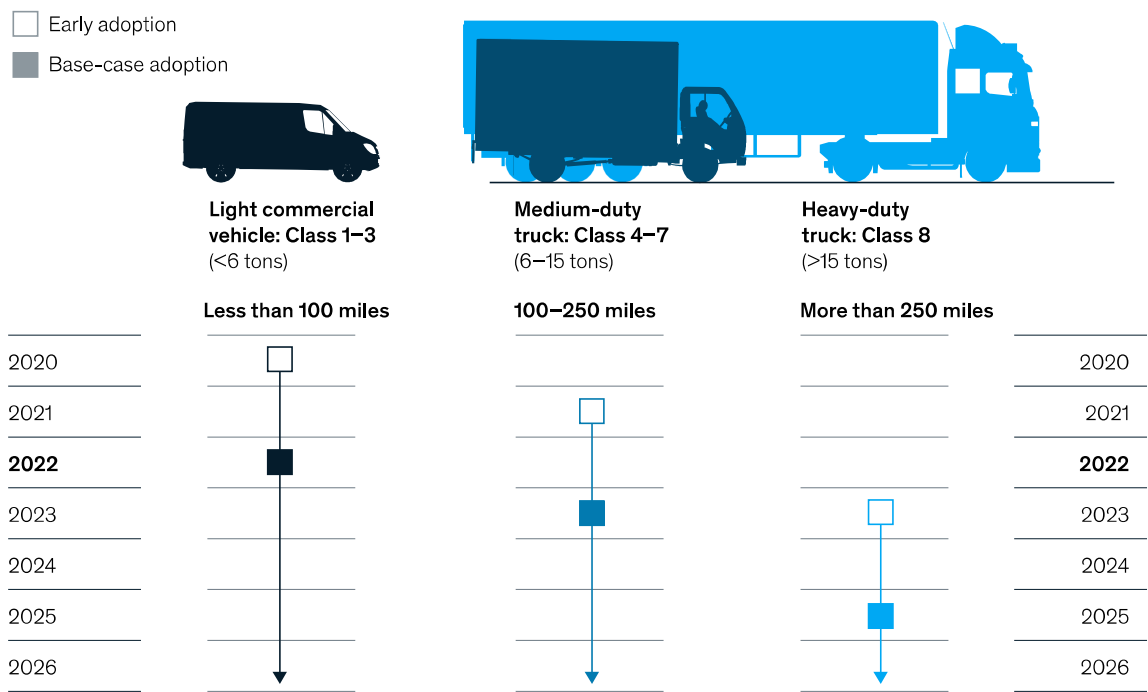 Early adoption
Base-case adoption
Light commercial
vehicle: Class 1–3
(<6 tons)
Medium-duty
truck: Class 4–7
(6–15 tons)
Heavy-duty
truck: Class 8
(>15 tons)
Less than 100 miles
100–250 miles
More than 250 miles
2020
2020
2021
2021
2022
2022
2023
2023
2024
2024
2025
2025
2026
2026